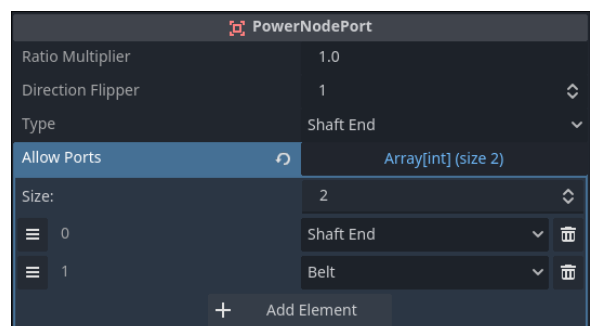 PowerNodePort
Ratio Multiplier 1.0
Direction Flipper 1
Type Shaft End
Allow Ports Array[int] (size 2)
Size: 2
0 Shaft End
1 Belt
+ Add Element